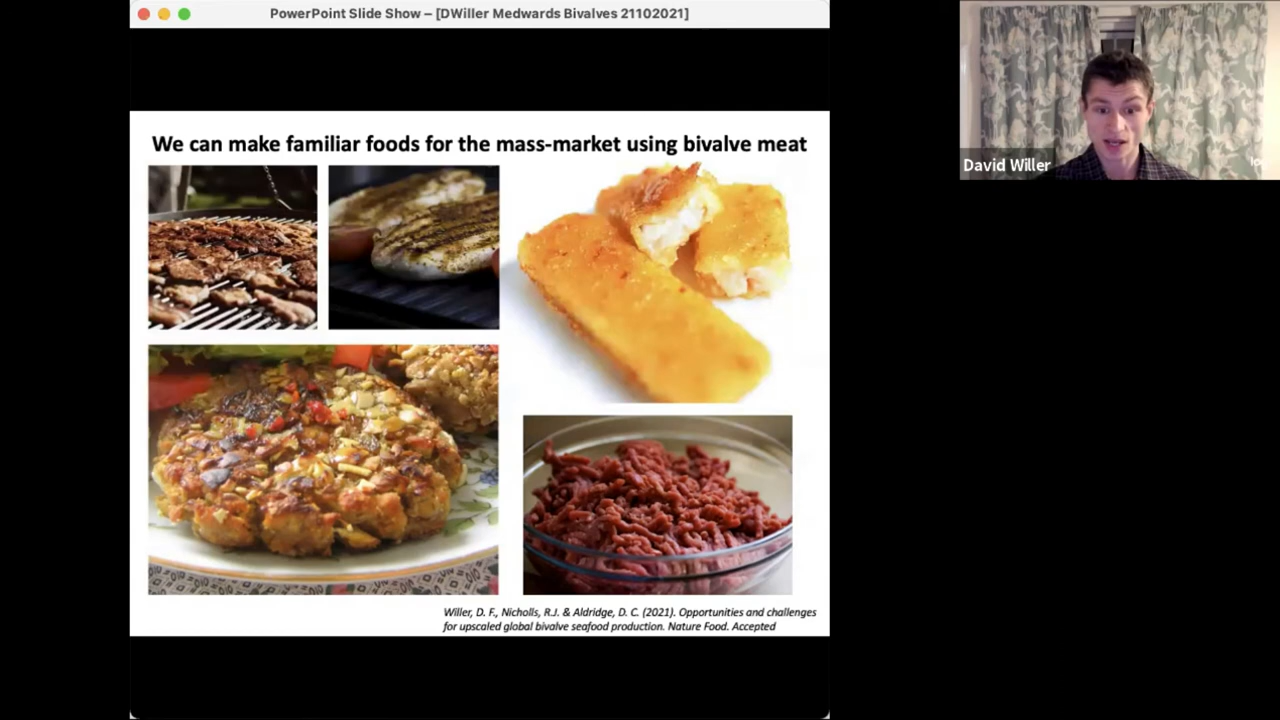 PowerPoint Slide Show – [DWiller Medwards Bivalves 21102021]
David Willer
We can make familiar foods for the mass-market using bivalve meat
Willer, D. F., Nicholls, R.J. & Aldridge, D. C. (2021). Opportunities and challenges
for upscaled global bivalve seafood production. Nature Food. Accepted